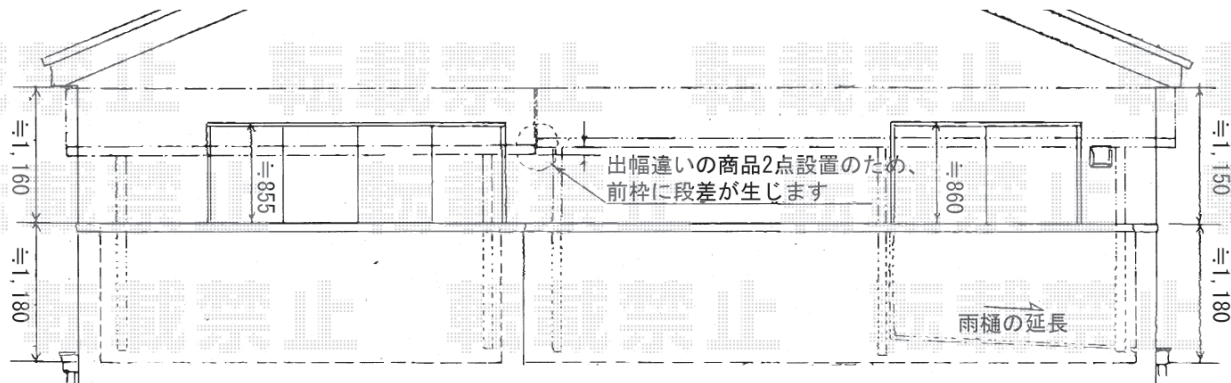 転載禁止 転載禁止 転載禁止
≒1,160
≒855
出幅違いの商品2点設置のため、
前枠に段差が生じます
≒860
≒1,150
≒1,180
雨樋の延長
≒1,180
転載禁止 転載禁止 転載禁止